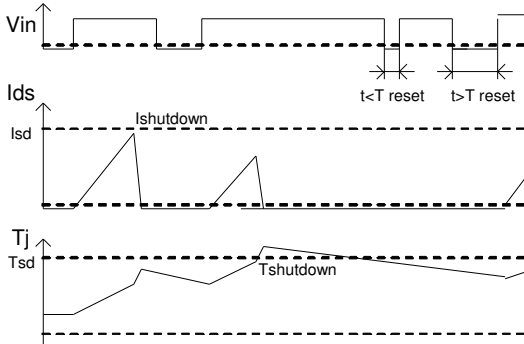 Vin
t<T reset
t>T reset
Ids
Isd
Ishutdown
Tj
Tsd
Tshutdown